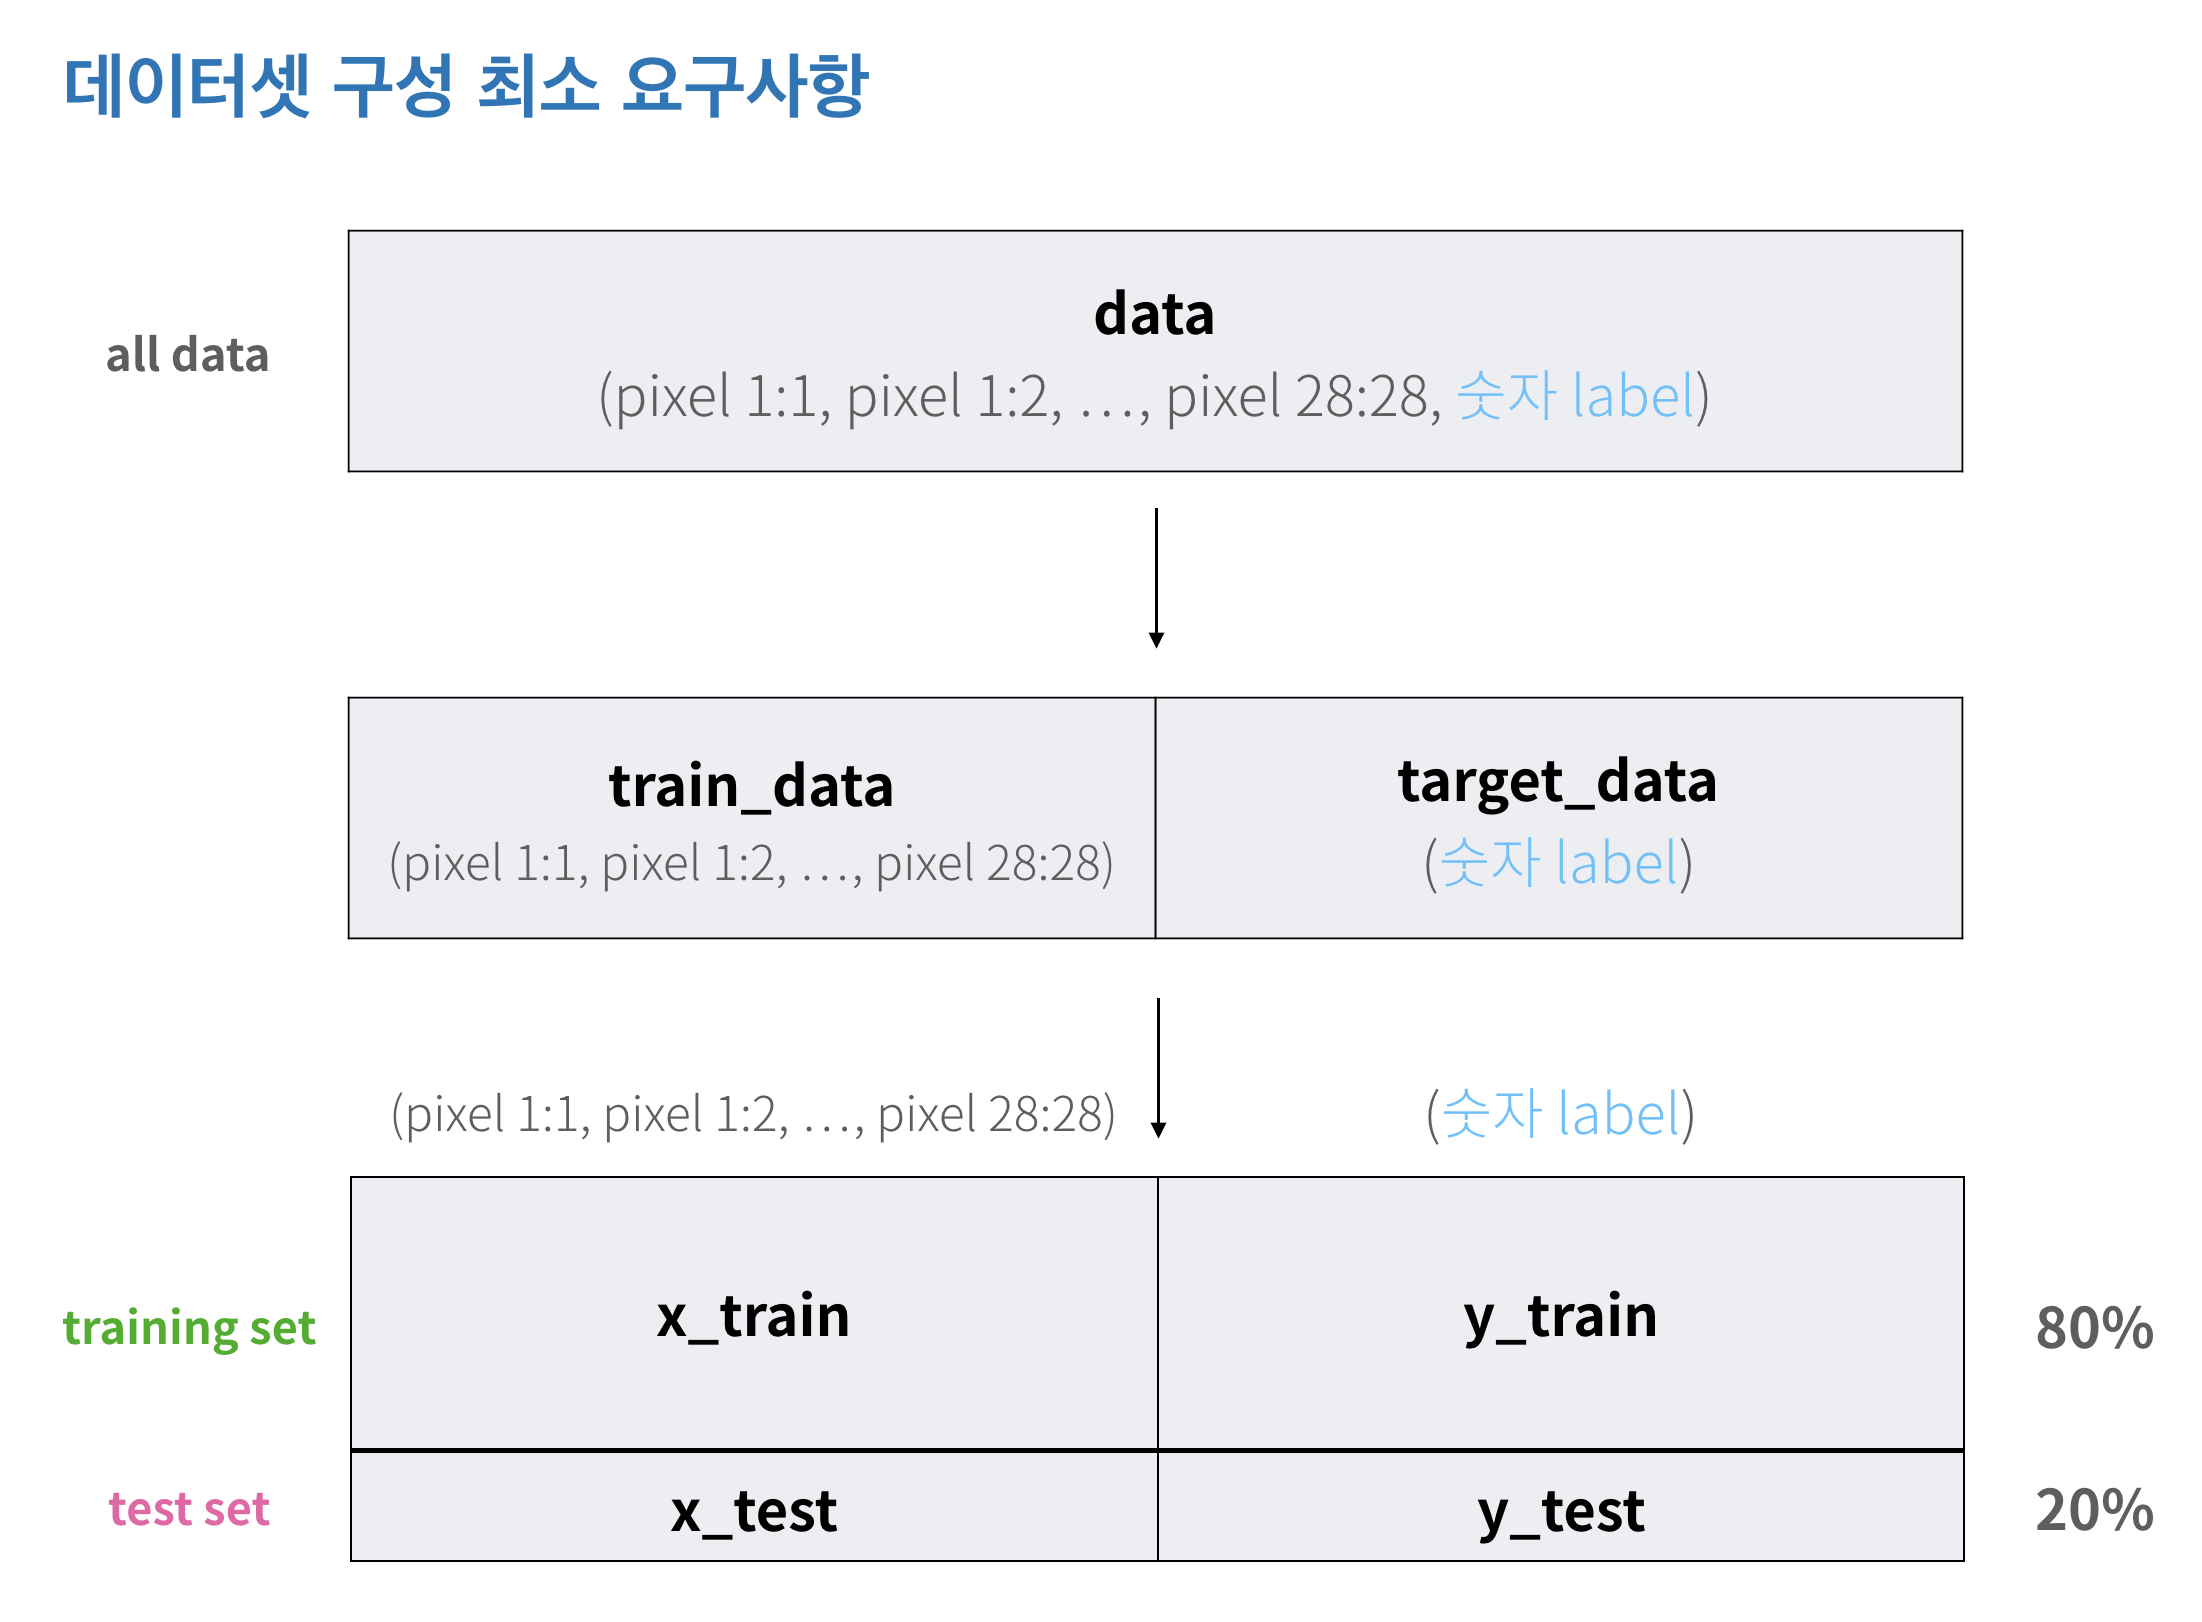 데이터셋 구성 최소 요구사항
all data
data
(pixel 1:1, pixel 1:2, …, pixel 28:28, 숫자 label)
train_data
(pixel 1:1, pixel 1:2, …, pixel 28:28)
target_data
(숫자 label)
(pixel 1:1, pixel 1:2, …, pixel 28:28)
(숫자 label)
training set
x_train
y_train
80%
test set
x_test
y_test
20%